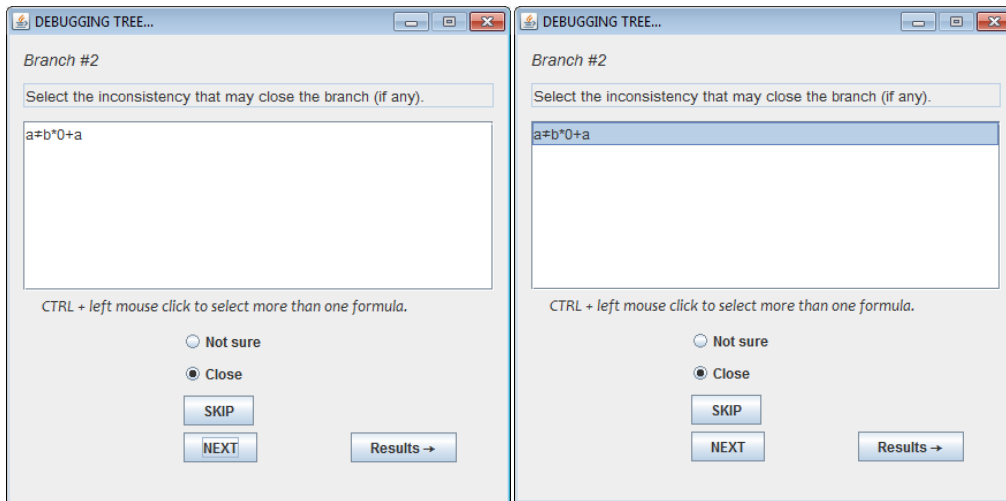 DEBUGGING TREE...
Branch #2
Select the inconsistency that may close the branch (if any).
a≠b*0+a
CTRL + left mouse click to select more than one formula.
Not sure
Close
SKIP
NEXT
Results →
DEBUGGING TREE...
Branch #2
Select the inconsistency that may close the branch (if any).
a≠b*0+a
CTRL + left mouse click to select more than one formula.
Not sure
Close
SKIP
NEXT
Results →